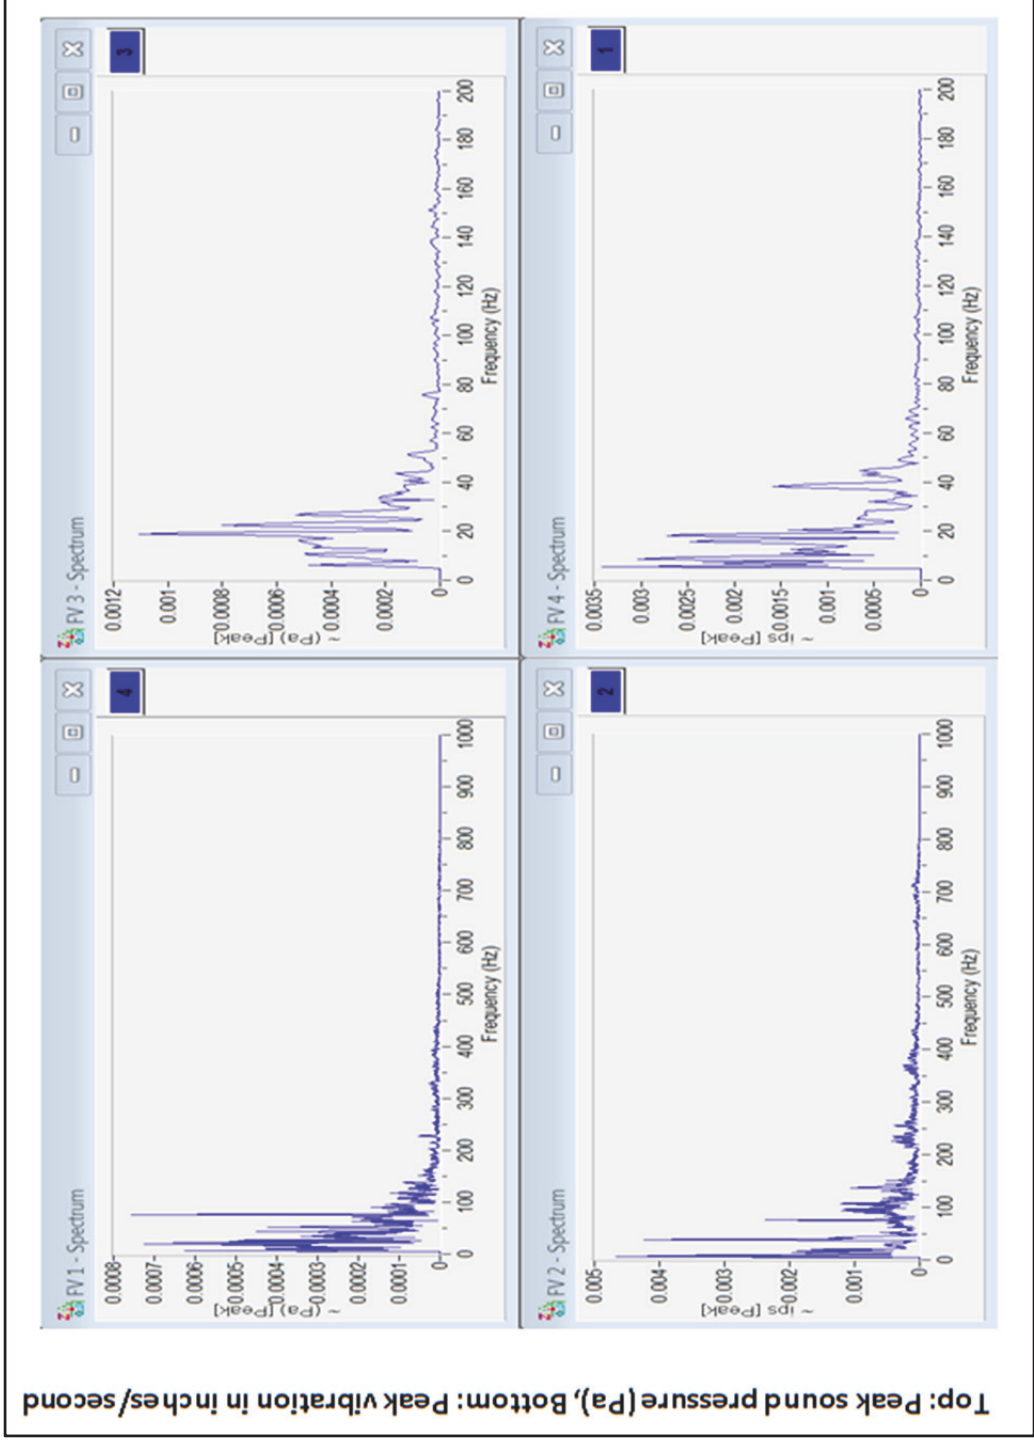 Top: Peak sound pressure (Pa), Bottom: Peak vibration in inches/second
FV 1 - Spectrum
4
~ (Pa) [Peak]
0.0008
0.0007
0.0006
0.0005
0.0004
0.0003
0.0002
0.0001
0
0 100 200 300 400 500 600 700 800 900 1000
Frequency (Hz)
FV 3 - Spectrum
3
~ (Pa) [Peak]
0.0012
0.001
0.0008
0.0006
0.0004
0.0002
0
0 20 40 60 80 100 120 140 160 180 200
Frequency (Hz)
FV 2 - Spectrum
2
~ ips [Peak]
0.05
0.004
0.003
0.002
0.001
0
0 100 200 300 400 500 600 700 800 900 1000
Frequency (Hz)
FV 4 - Spectrum
1
~ ips [Peak]
0.0035
0.003
0.0025
0.002
0.0015
0.001
0.0005
0
0 20 40 60 80 100 120 140 160 180 200
Frequency (Hz)